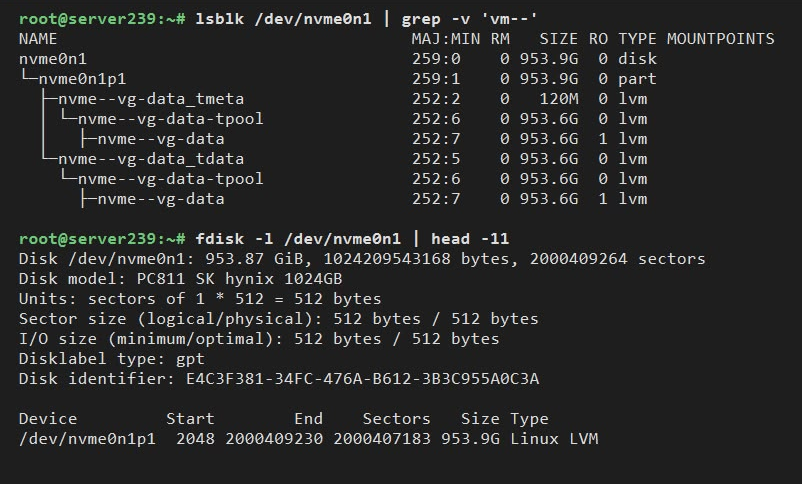 root@server239:~# lsblk /dev/nvme0n1 | grep -v 'vm--'
NAME                                    MAJ:MIN RM   SIZE RO TYPE MOUNTPOINTS
nvme0n1                                 259:0    0 953.9G  0 disk
└─nvme0n1p1                             259:1    0 953.9G  0 part
  ├─nvme--vg-data_tmeta                 252:2    0   120M  0 lvm
  │ └─nvme--vg-data-tpool               252:6    0 953.6G  0 lvm
  │   ├─nvme--vg-data                   252:7    0 953.6G  1 lvm
  └─nvme--vg-data_tdata                 252:5    0 953.6G  0 lvm
    └─nvme--vg-data-tpool               252:6    0 953.6G  0 lvm
      ├─nvme--vg-data                   252:7    0 953.6G  1 lvm

root@server239:~# fdisk -l /dev/nvme0n1 | head -11
Disk /dev/nvme0n1: 953.87 GiB, 1024209543168 bytes, 2000409264 sectors
Disk model: PC811 SK hynix 1024GB
Units: sectors of 1 * 512 = 512 bytes
Sector size (logical/physical): 512 bytes / 512 bytes
I/O size (minimum/optimal): 512 bytes / 512 bytes
Disklabel type: gpt
Disk identifier: E4C3F381-34FC-476A-B612-3B3C955A0C3A

Device         Start        End    Sectors   Size Type
/dev/nvme0n1p1  2048 2000409230 2000407183 953.9G Linux LVM